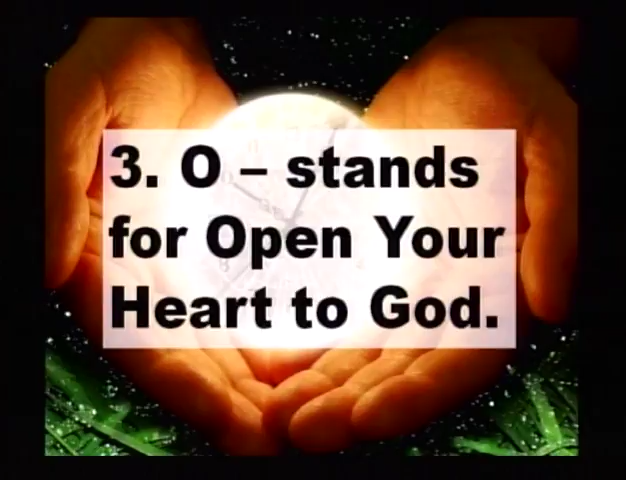 3. O – stands
for Open Your
Heart to God.